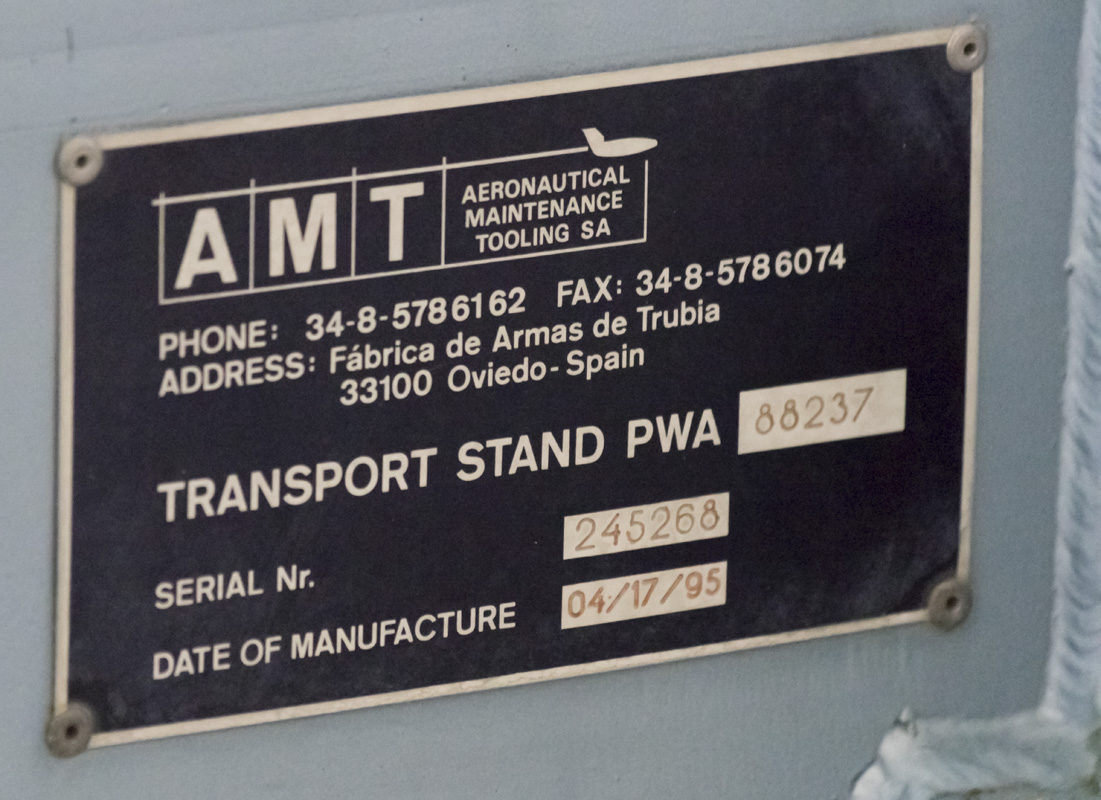 AMT AERONAUTICAL
MAINTENANCE
TOOLING SA
PHONE: 34-8-5786162 FAX: 34-8-5786074
ADDRESS: Fábrica de Armas de Trubia
33100 Oviedo-Spain
TRANSPORT STAND PWA 88237
SERIAL Nr. 245268
DATE OF MANUFACTURE 04/17/95